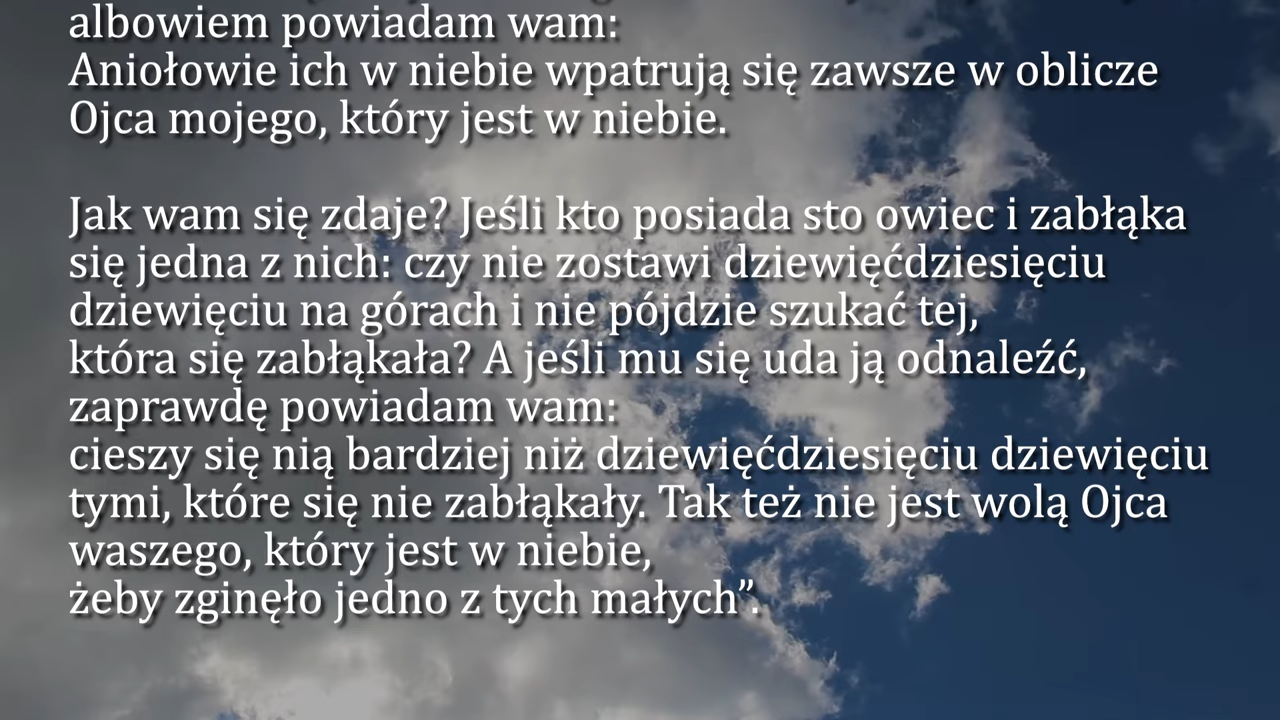 albowiem powiadam wam:
Aniołowie ich w niebie wpatrują się zawsze w oblicze
Ojca mojego, który jest w niebie.
Jak wam się zdaje? Jeśli kto posiada sto owiec i zabłąka
się jedna z nich: czy nie zostawi dziewięćdziesięciu
dziewięciu na górach i nie pójdzie szukać tej,
która się zabłąkała? A jeśli mu się uda ją odnaleźć,
zaprawdę powiadam wam:
cieszy się nią bardziej niż dziewięćdziesięciu dziewięciu
tymi, które się nie zabłąkały. Tak też nie jest wolą Ojca
waszego, który jest w niebie,
żeby zginęło jedno z tych małych”.